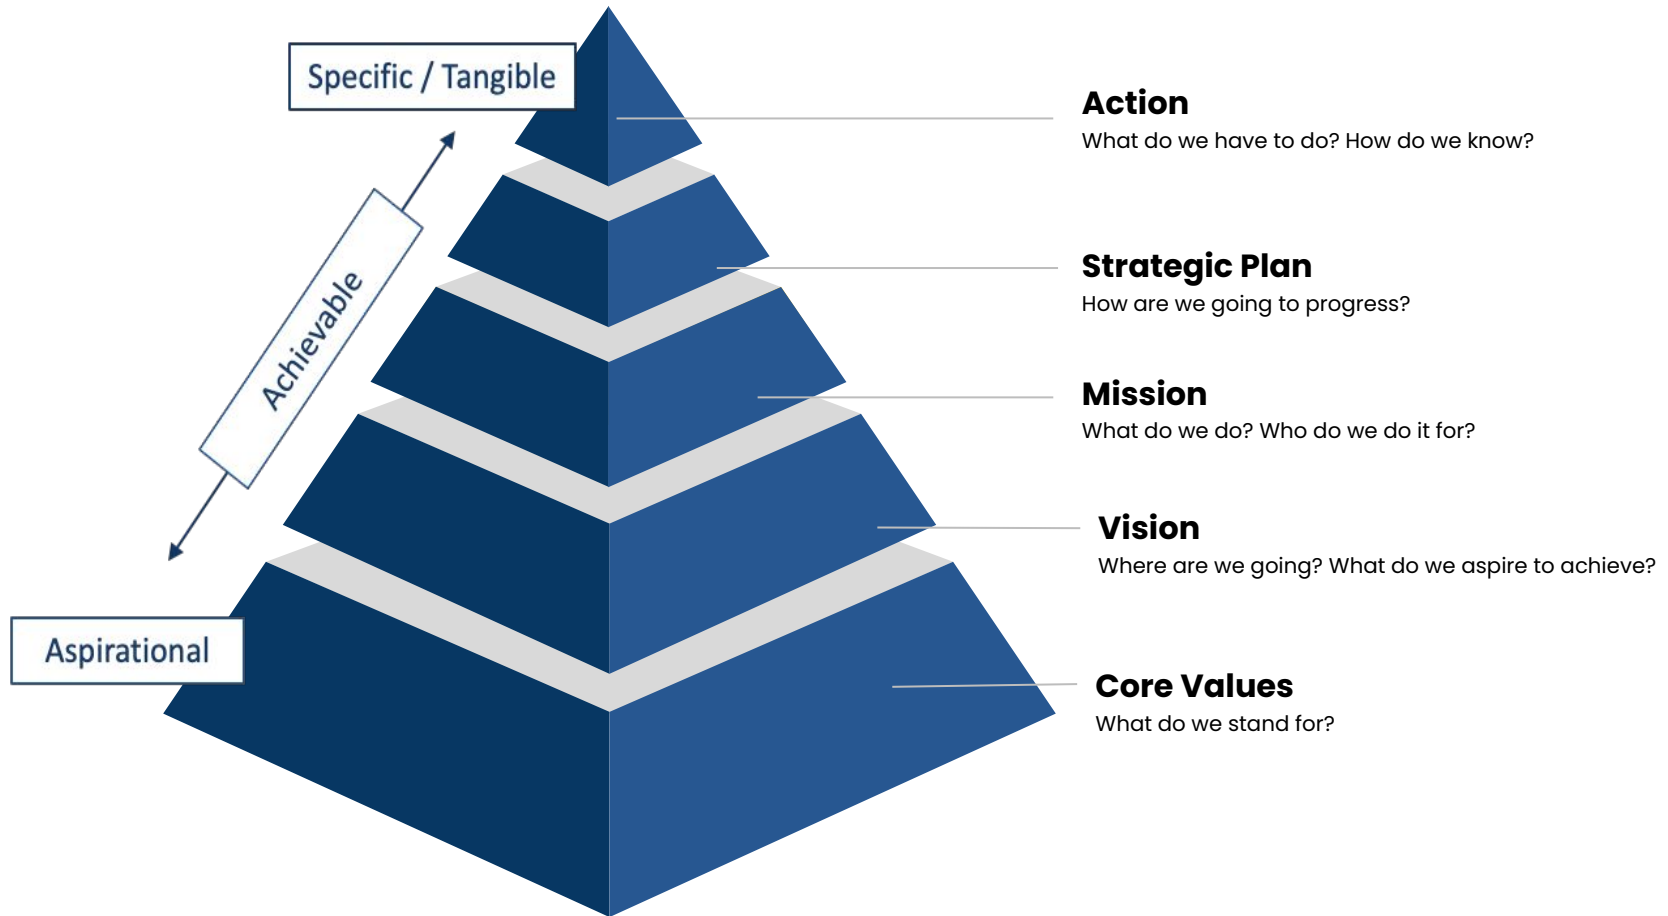 Specific / Tangible
Action
What do we have to do? How do we know?
Achievable
Strategic Plan
How are we going to progress?
Mission
What do we do? Who do we do it for?
Vision
Where are we going? What do we aspire to achieve?
Aspirational
Core Values
What do we stand for?